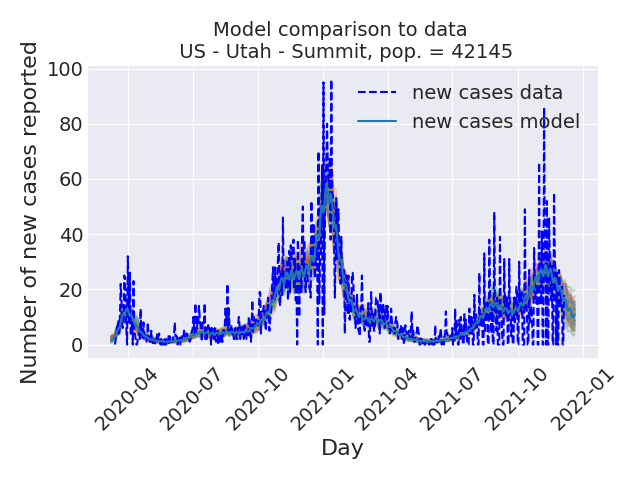 Model comparison to data
US - Utah - Summit, pop. = 42145
Number of new cases reported
100
80
60
40
20
0
new cases data
new cases model
2020-04
2020-07
2020-10
2021-01
2021-04
2021-07
2021-10
2022-01
Day